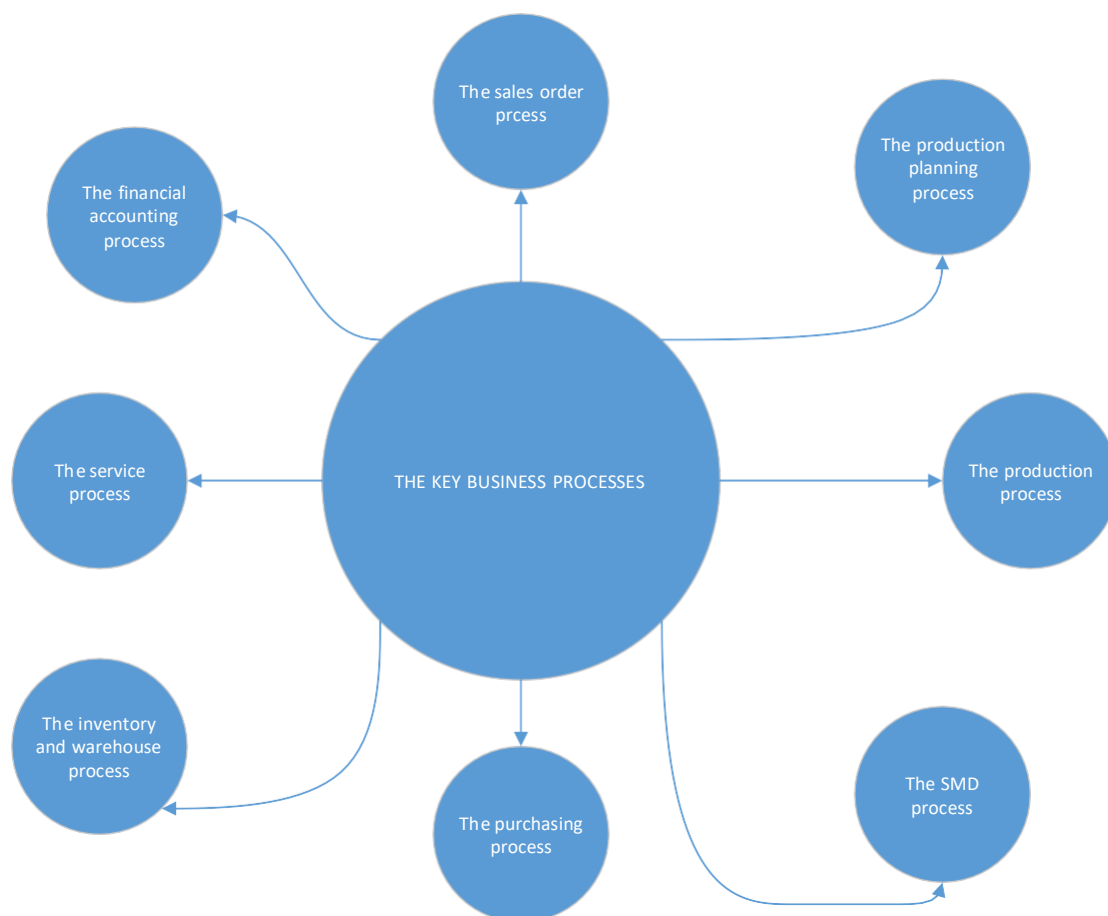 The sales order
prcess
The production
planning
process
The financial
accounting
process
THE KEY BUSINESS PROCESSES
The service
process
The production
process
The inventory
and warehouse
process
The SMD
process
The purchasing
process